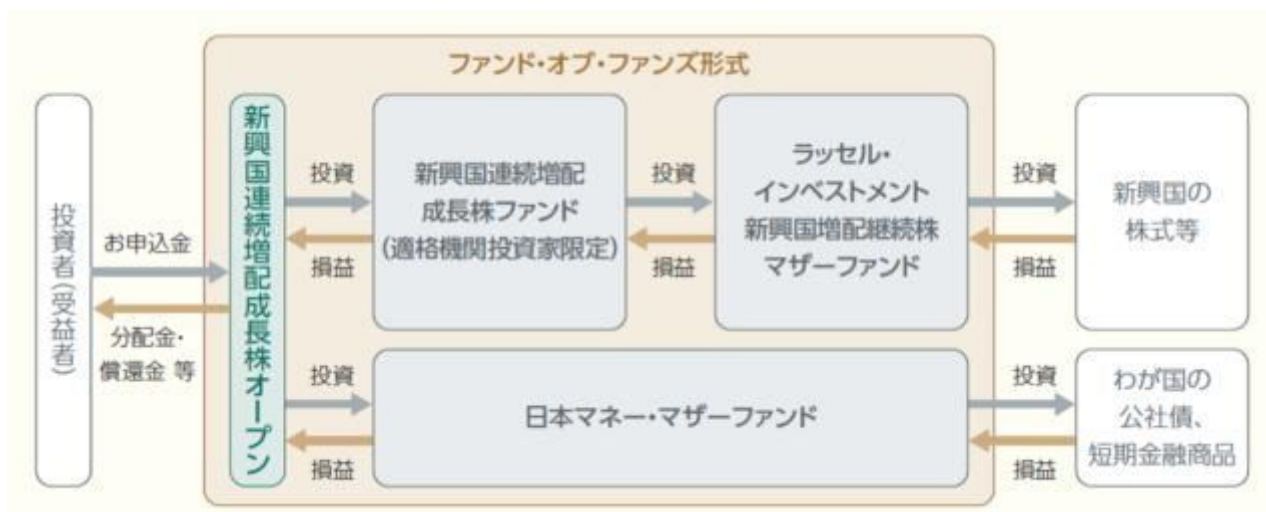 ファンド・オブ・ファンズ形式
投資者(受益者)
お申込金
分配金・
償還金 等
新興国連続増配成長株オープン
投資
損益
新興国連続増配
成長株ファンド
(適格機関投資家限定)
投資
損益
ラッセル・
インベストメント
新興国増配継続株
マザーファンド
投資
損益
新興国の
株式等
投資
損益
日本マネー・マザーファンド
投資
損益
わが国の
公社債、
短期金融商品